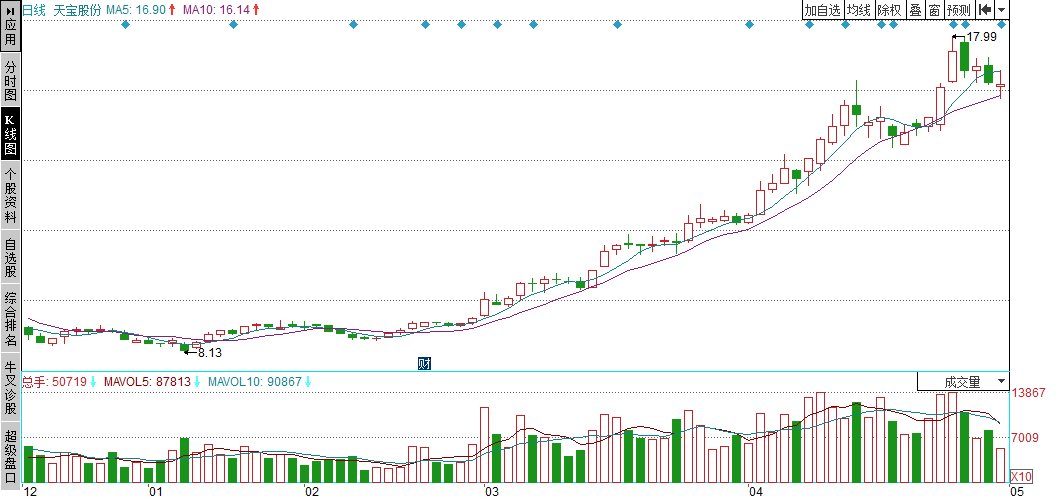 应用
分时图
K线图
个股资料
自选股
综合排名
牛叉诊股
超级盘口
日线 天宝股份 MA5: 16.90 MA10: 16.14
加自选 均线 除权 叠 窗 预测
17.99
8.13
财
总手: 50719 MAVOL5: 87813 MAVOL10: 90867
成交量
13867
7009
X10
12 01 02 03 04 05